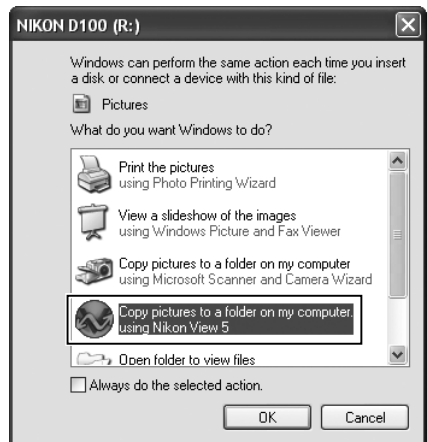 NIKON D100 (R:)
Windows can perform the same action each time you insert
a disk or connect a device with this kind of file:
Pictures
What do you want Windows to do?
Print the pictures
using Photo Printing Wizard
View a slideshow of the images
using Windows Picture and Fax Viewer
Copy pictures to a folder on my computer
using Microsoft Scanner and Camera Wizard
Copy pictures to a folder on my computer.
using Nikon View 5
Open folder to view files
Always do the selected action.
OK
Cancel